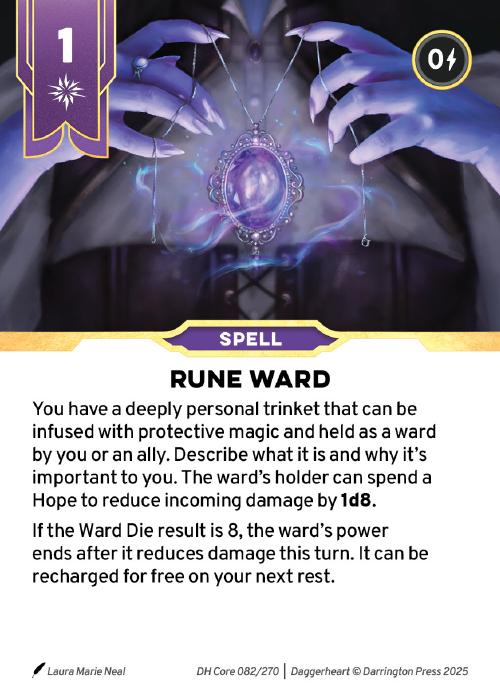 1
0
SPELL
RUNE WARD
You have a deeply personal trinket that can be
infused with protective magic and held as a ward
by you or an ally. Describe what it is and why it's
important to you. The ward's holder can spend a
Hope to reduce incoming damage by 1d8.
If the Ward Die result is 8, the ward's power
ends after it reduces damage this turn. It can be
recharged for free on your next rest.
Laura Marie Neal
DH Core 082/270 | Daggerheart © Darrington Press 2025